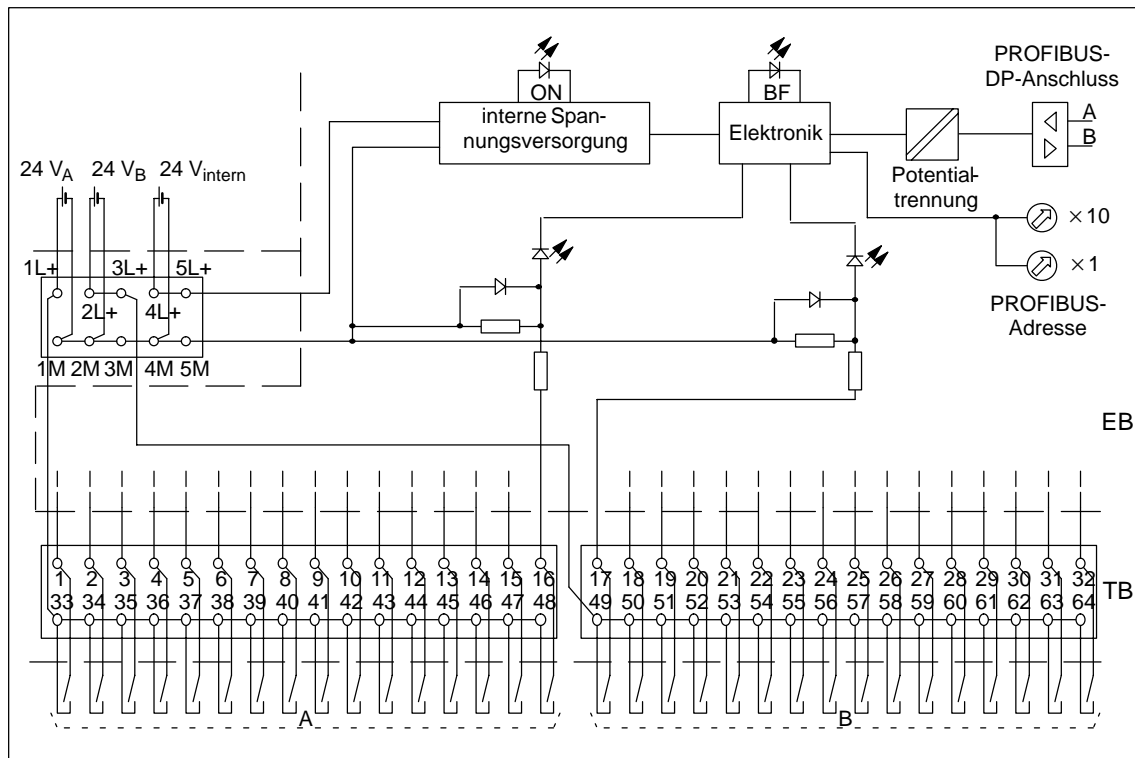 PROFIBUS-
DP-Anschluss
ON
BF
interne Span-
nungsversorgung
Elektronik
A
B
24 VA
24 VB
24 Vintern
Potential-
trennung
×10
1L+
3L+
5L+
×1
2L+
4L+
PROFIBUS-
Adresse
1M 2M 3M 4M 5M
EB
1 2 3 4 5 6 7 8 9 10 11 12 13 14 15 16 17 18 19 20 21 22 23 24 25 26 27 28 29 30 31 32
TB
33 34 35 36 37 38 39 40 41 42 43 44 45 46 47 48 49 50 51 52 53 54 55 56 57 58 59 60 61 62 63 64
A
B